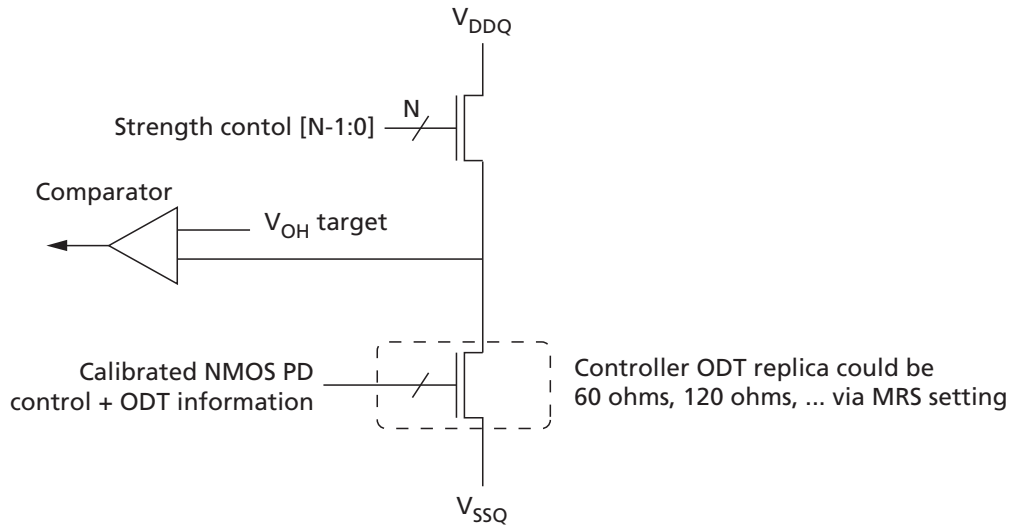 VDDQ
N
Strength contol [N-1:0]
Comparator
VOH target
Calibrated NMOS PD
control + ODT information
Controller ODT replica could be
60 ohms, 120 ohms, ... via MRS setting
VSSQ